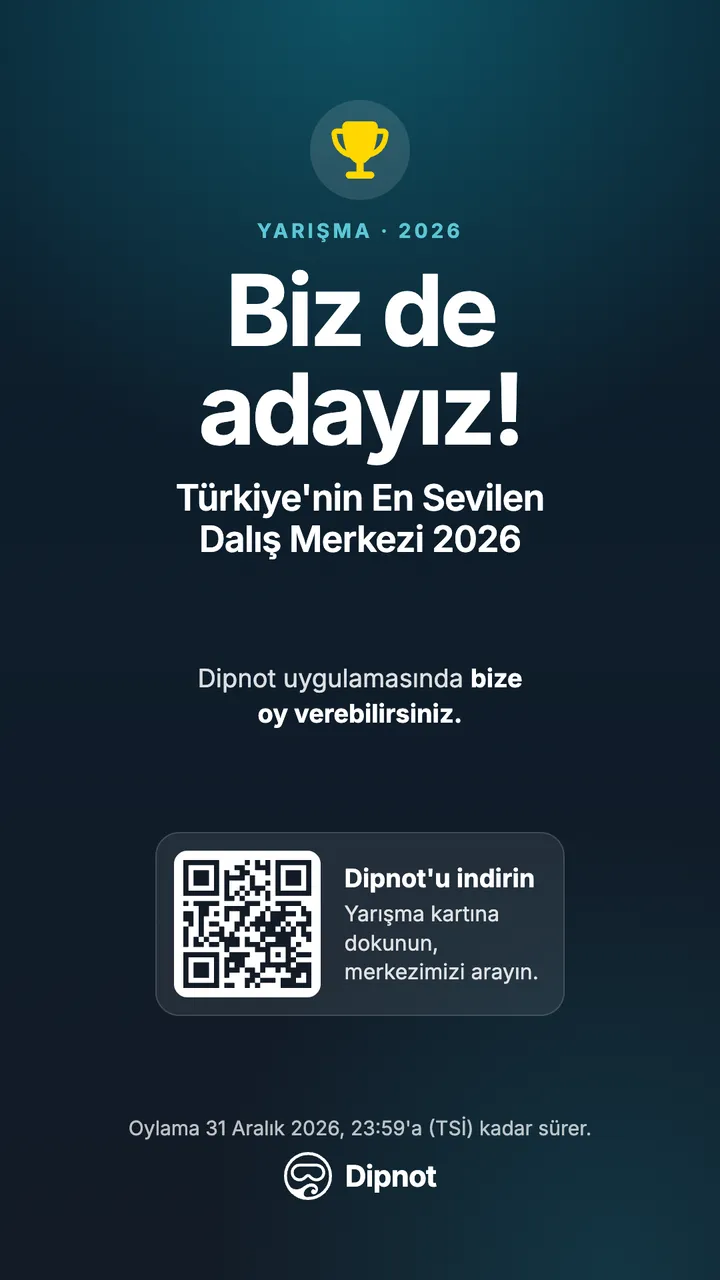 YARIŞMA · 2026
Biz de
adayız!
Türkiye'nin En Sevilen
Dalış Merkezi 2026
Dipnot uygulamasında bize
oy verebilirsiniz.
Dipnot'u indirin
Yarışma kartına
dokunun,
merkezimizi arayın.
Oylama 31 Aralık 2026, 23:59'a (TSİ) kadar sürer.
Dipnot